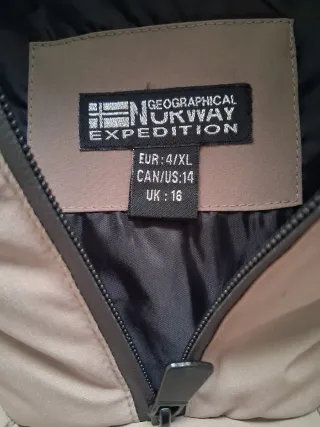 GEOGRAPHICAL
NORWAY
EXPEDITION
EUR: 4/XL
CAN/US:14
UK : 16